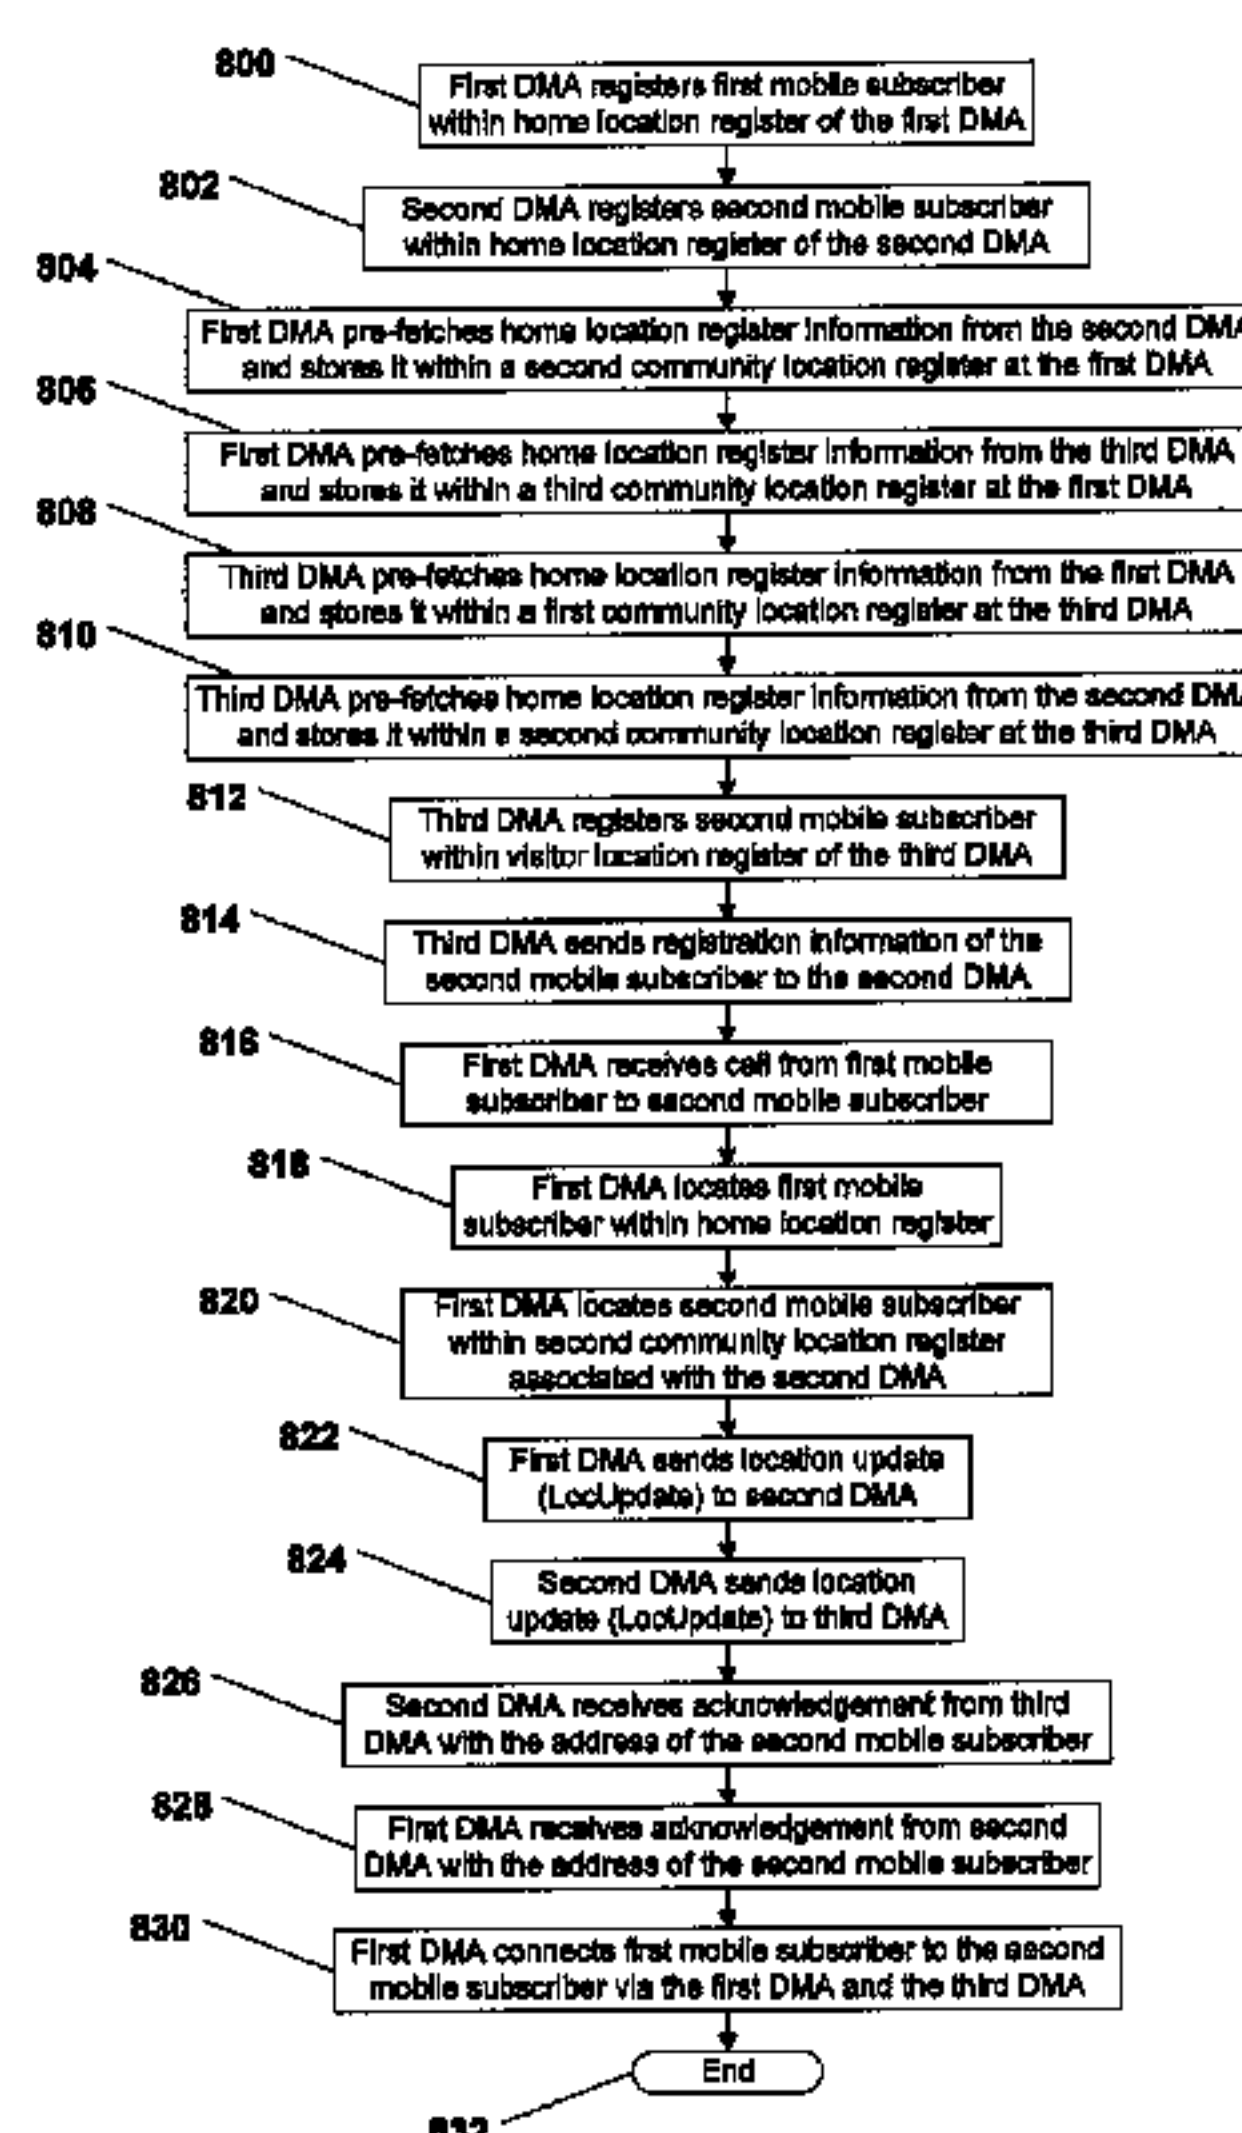 800
First DMA registers first mobile subscriber
within home location register of the first DMA
802
Second DMA registers second mobile subscriber
within home location register of the second DMA
804
First DMA pre-fetches home location register information from the second DMA
and stores it within a second community location register at the first DMA
806
First DMA pre-fetches home location register information from the third DMA
and stores it within a third community location register at the first DMA
808
Third DMA pre-fetches home location register information from the first DMA
and stores it within a first community location register at the third DMA
810
Third DMA pre-fetches home location register information from the second DMA
and stores it within a second community location register at the third DMA
812
Third DMA registers second mobile subscriber
within visitor location register of the third DMA
814
Third DMA sends registration information of the
second mobile subscriber to the second DMA
816
First DMA receives call from first mobile
subscriber to second mobile subscriber
818
First DMA locates first mobile
subscriber within home location register
820
First DMA locates second mobile subscriber
within second community location register
associated with the second DMA
822
First DMA sends location update
(LocUpdate) to second DMA
824
Second DMA sends location
update (LocUpdate) to third DMA
826
Second DMA receives acknowledgement from third
DMA with the address of the second mobile subscriber
828
First DMA receives acknowledgement from second
DMA with the address of the second mobile subscriber
830
First DMA connects first mobile subscriber to the second
mobile subscriber via the first DMA and the third DMA
End
832